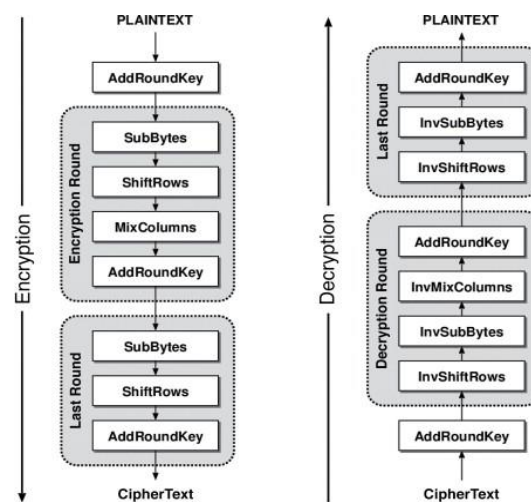 PLAINTEXT
AddRoundKey
SubBytes
ShiftRows
MixColumns
AddRoundKey
Encryption Round
SubBytes
ShiftRows
AddRoundKey
Last Round
CipherText
Encryption
PLAINTEXT
AddRoundKey
InvSubBytes
InvShiftRows
Last Round
AddRoundKey
InvMixColumns
InvSubBytes
InvShiftRows
Decryption Round
AddRoundKey
CipherText
Decryption